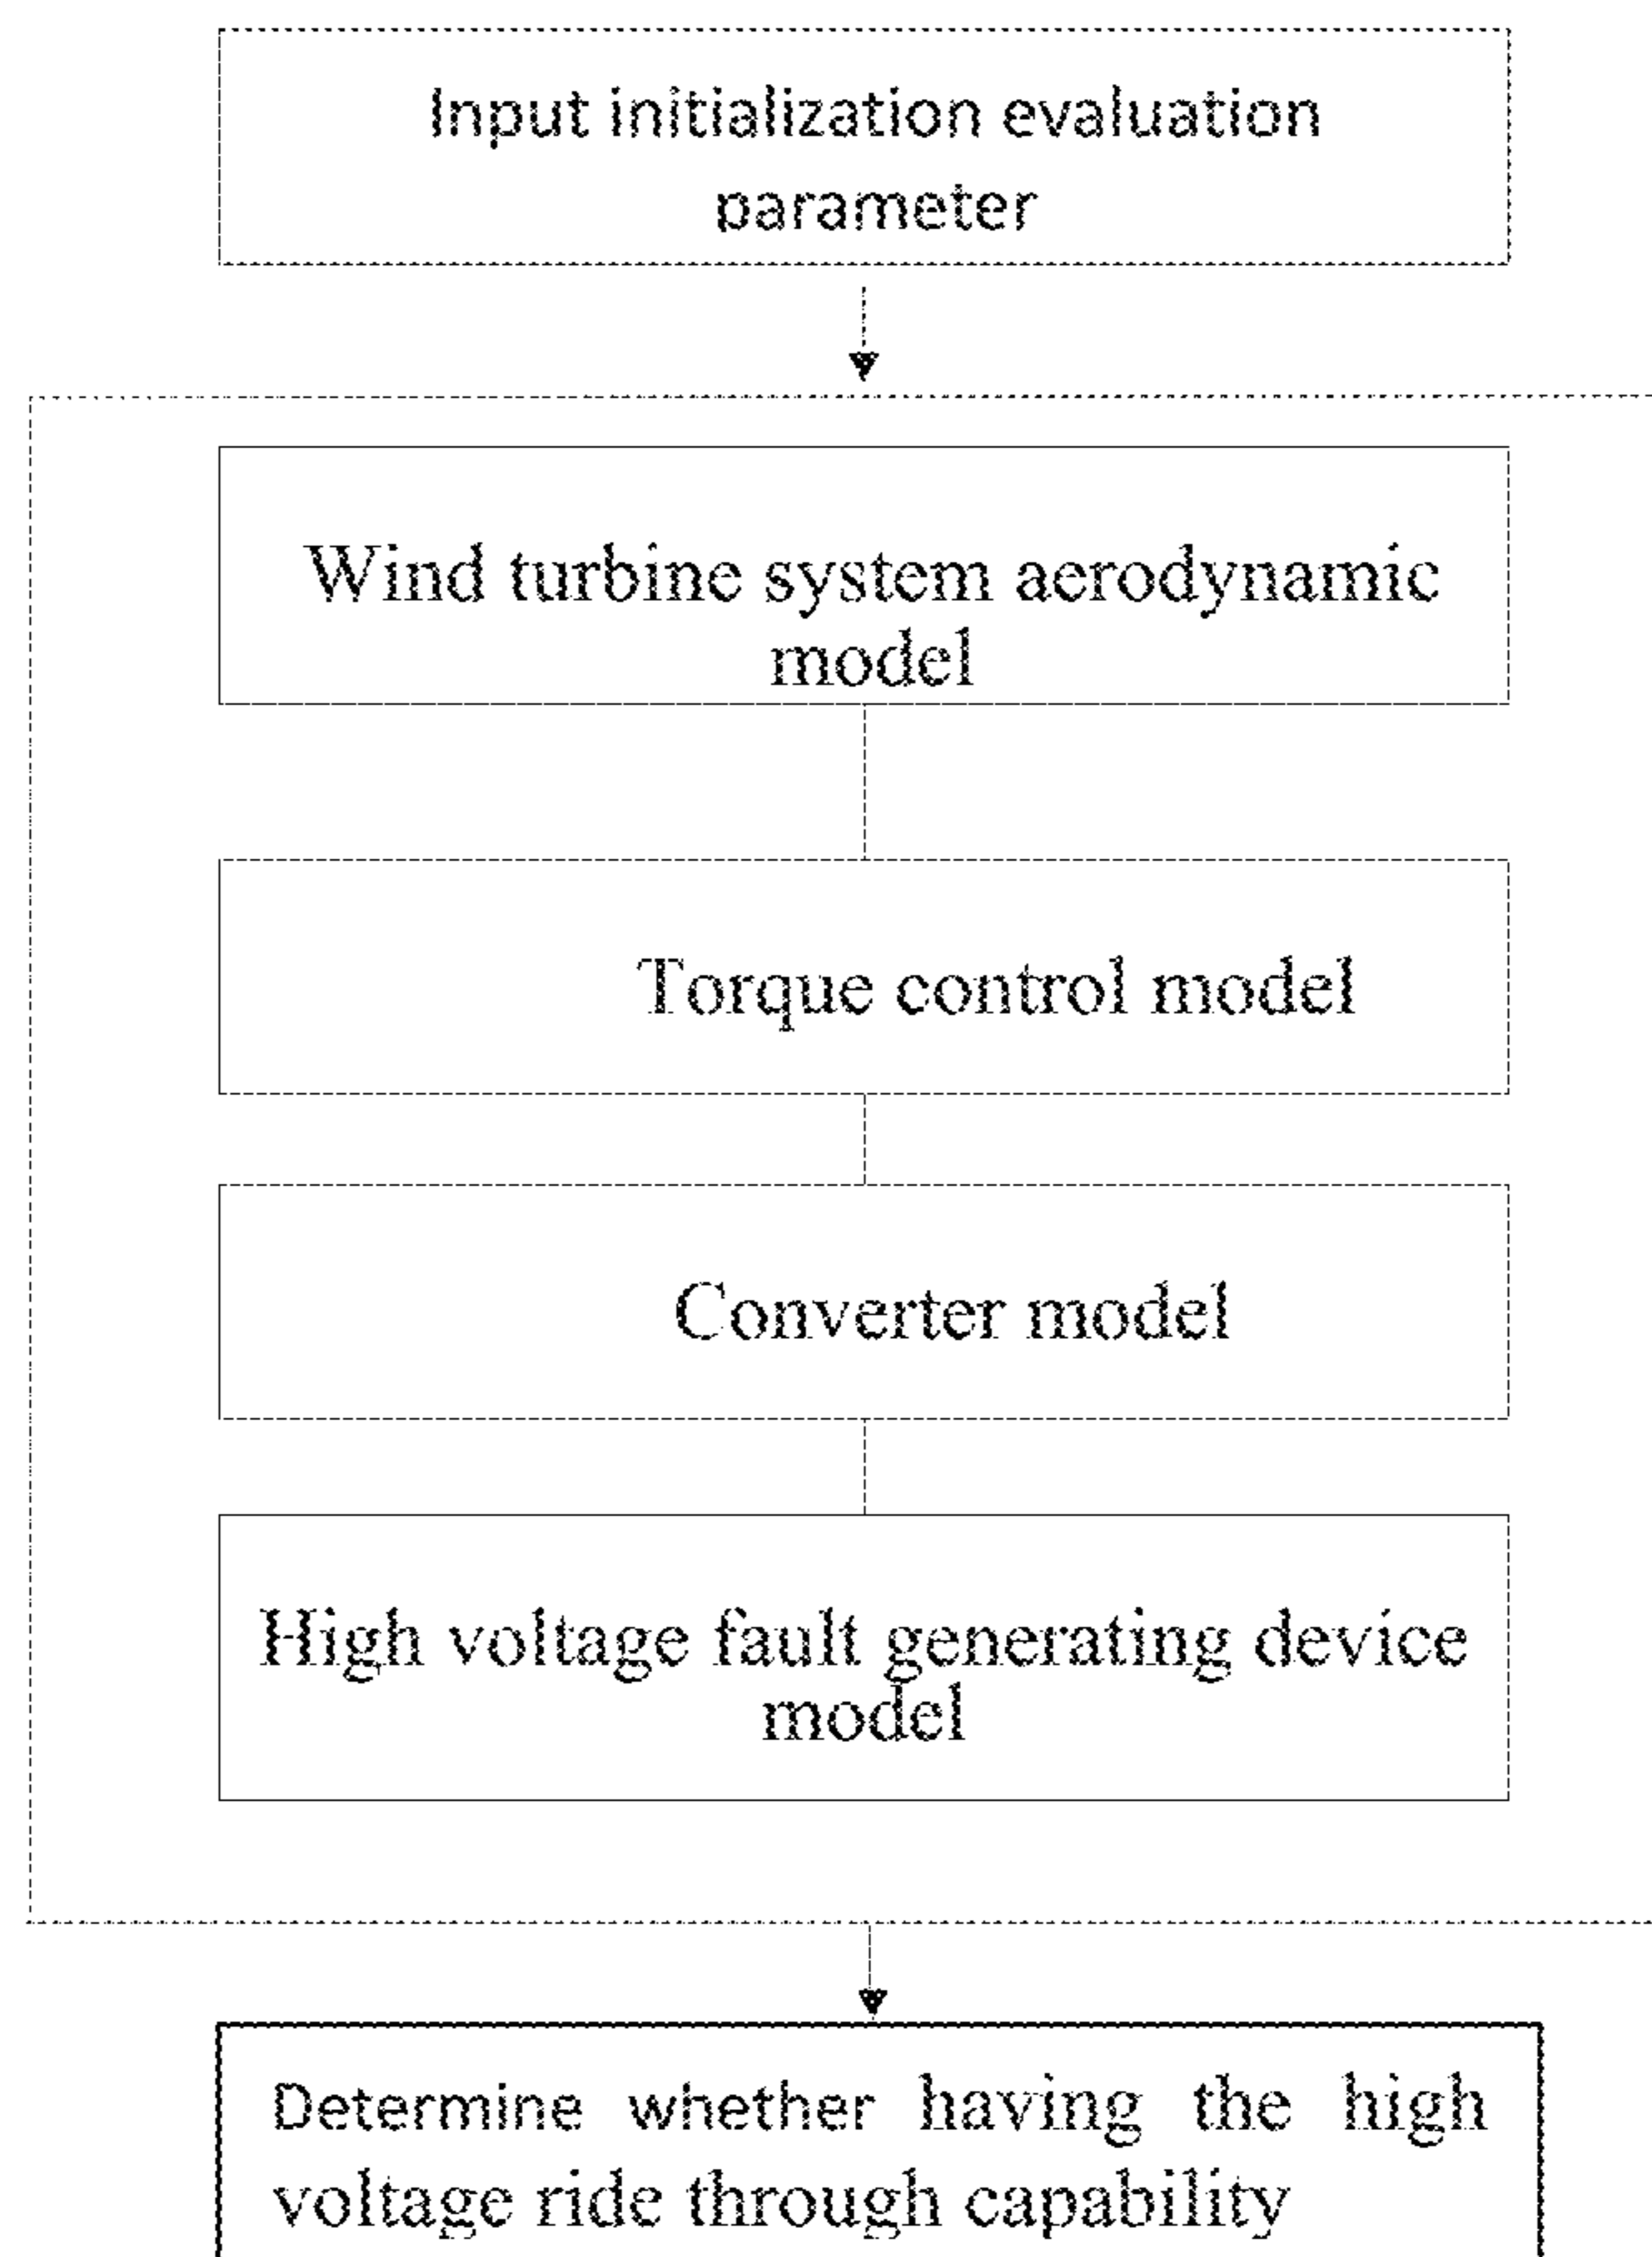 Input initialization evaluation
parameter
Wind turbine system aerodynamic
model
Torque control model
Converter model
High voltage fault generating device
model
Determine whether having the high
voltage ride through capability